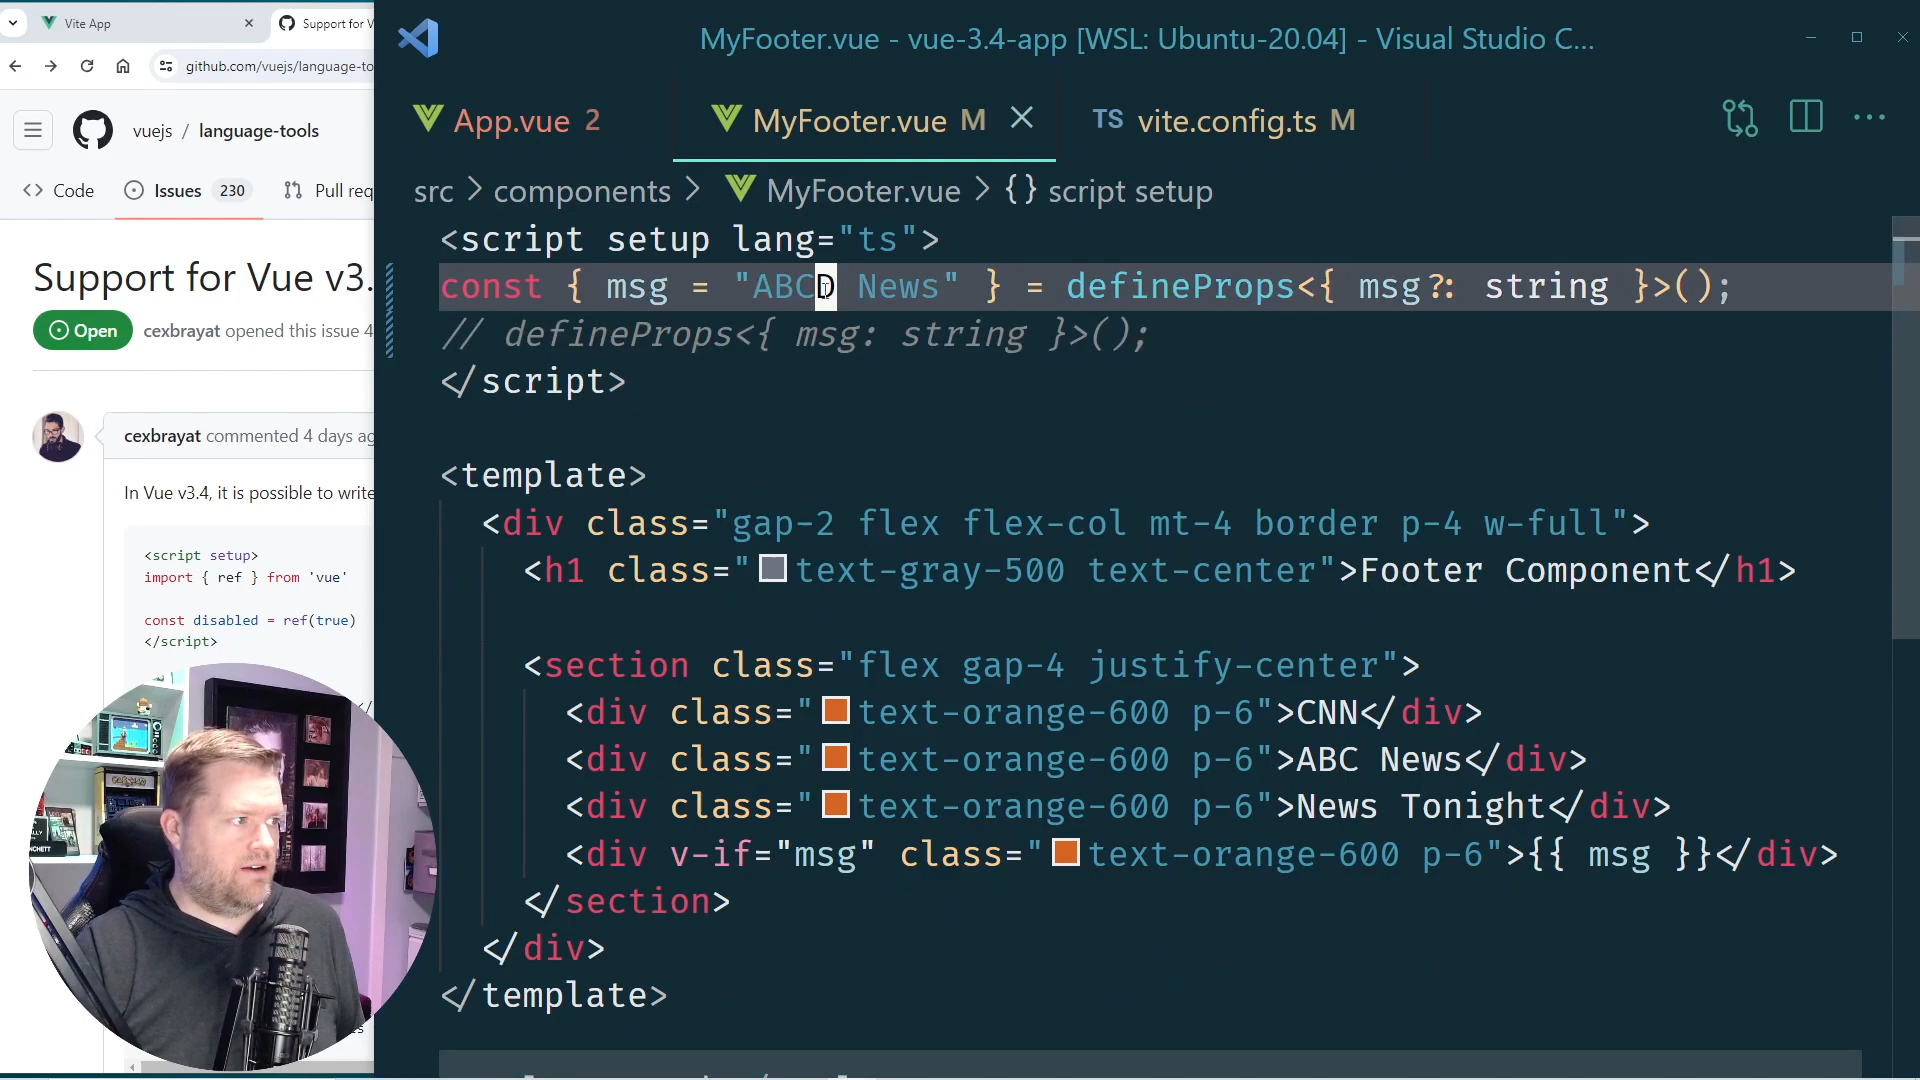 Vite App
Support for V
github.com/vuejs/language-to
vuejs / language-tools
Code
Issues 230
Pull req
Support for Vue v3.
Open
cexbrayat opened this issue 4
cexbrayat commented 4 days ag
In Vue v3.4, it is possible to write
<script setup>
import { ref } from 'vue'
const disabled = ref(true)
</script>
MyFooter.vue - vue-3.4-app [WSL: Ubuntu-20.04] - Visual Studio C...
App.vue 2
MyFooter.vue M
TS vite.config.ts M
src > components > MyFooter.vue > {} script setup
<script setup lang="ts">
const { msg = "ABCD News" } = defineProps<{ msg?: string }>();
// defineProps<{ msg: string }>();
</script>
<template>
<div class="gap-2 flex flex-col mt-4 border p-4 w-full">
<h1 class="text-gray-500 text-center">Footer Component</h1>
<section class="flex gap-4 justify-center">
<div class="text-orange-600 p-6">CNN</div>
<div class="text-orange-600 p-6">ABC News</div>
<div class="text-orange-600 p-6">News Tonight</div>
<div v-if="msg" class="text-orange-600 p-6">{{ msg }}</div>
</section>
</div>
</template>